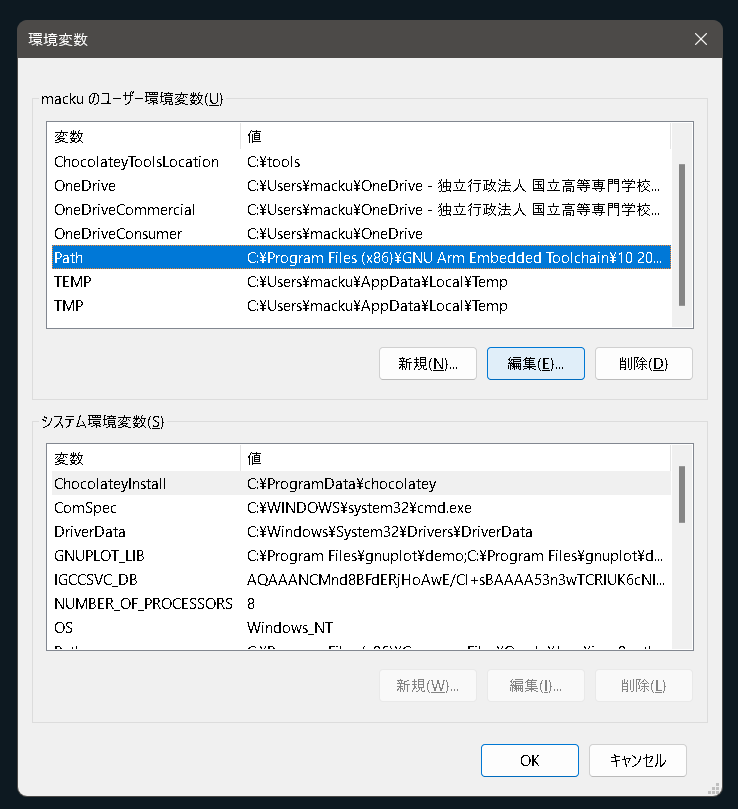 環境変数
macku のユーザー環境変数(U)
変数 値
ChocolateyToolsLocation C:¥tools
OneDrive C:¥Users¥macku¥OneDrive - 独立行政法人 国立高等専門学校...
OneDriveCommercial C:¥Users¥macku¥OneDrive - 独立行政法人 国立高等専門学校...
OneDriveConsumer C:¥Users¥macku¥OneDrive
Path C:¥Program Files (x86)¥GNU Arm Embedded Toolchain¥10 20...
TEMP C:¥Users¥macku¥AppData¥Local¥Temp
TMP C:¥Users¥macku¥AppData¥Local¥Temp
新規(N)... 編集(E)... 削除(D)
システム環境変数(S)
変数 値
ChocolateyInstall C:¥ProgramData¥chocolatey
ComSpec C:¥WINDOWS¥system32¥cmd.exe
DriverData C:¥Windows¥System32¥Drivers¥DriverData
GNUPLOT_LIB C:¥Program Files¥gnuplot¥demo;C:¥Program Files¥gnuplot¥d...
IGCCSVC_DB
NUMBER_OF_PROCESSORS 8
OS Windows_NT
新規(W)... 編集(I)... 削除(L)
OK キャンセル